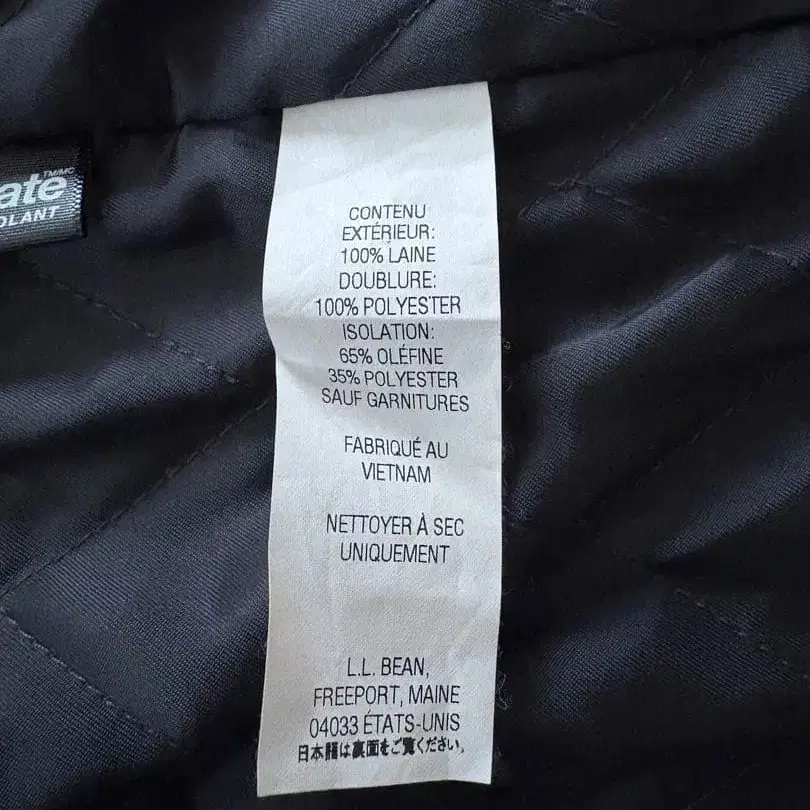 ate™/MC
OLANT
CONTENU
EXTÉRIEUR:
100% LAINE
DOUBLURE:
100% POLYESTER
ISOLATION:
65% OLÉFINE
35% POLYESTER
SAUF GARNITURES
FABRIQUÉ AU
VIETNAM
NETTOYER À SEC
UNIQUEMENT
L.L. BEAN,
FREEPORT, MAINE
04033 ÉTATS-UNIS
日本語は裏面をご覧ください。